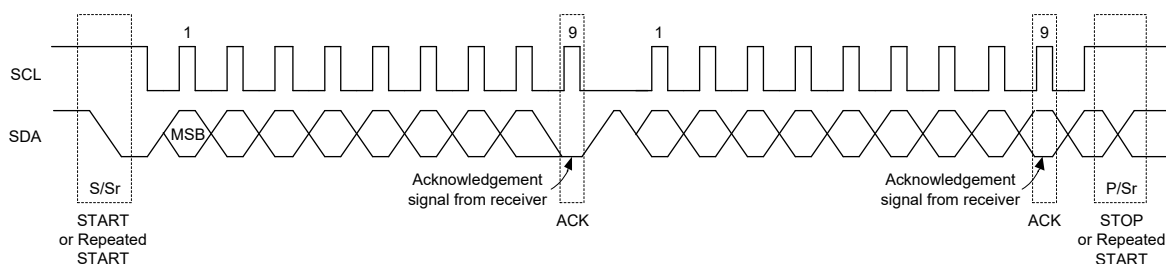 1
9
1
9
SCL
SDA
MSB
Acknowledgement
signal from receiver
Acknowledgement
signal from receiver
S/Sr
P/Sr
START
or Repeated
START
ACK
ACK
STOP
or Repeated
START